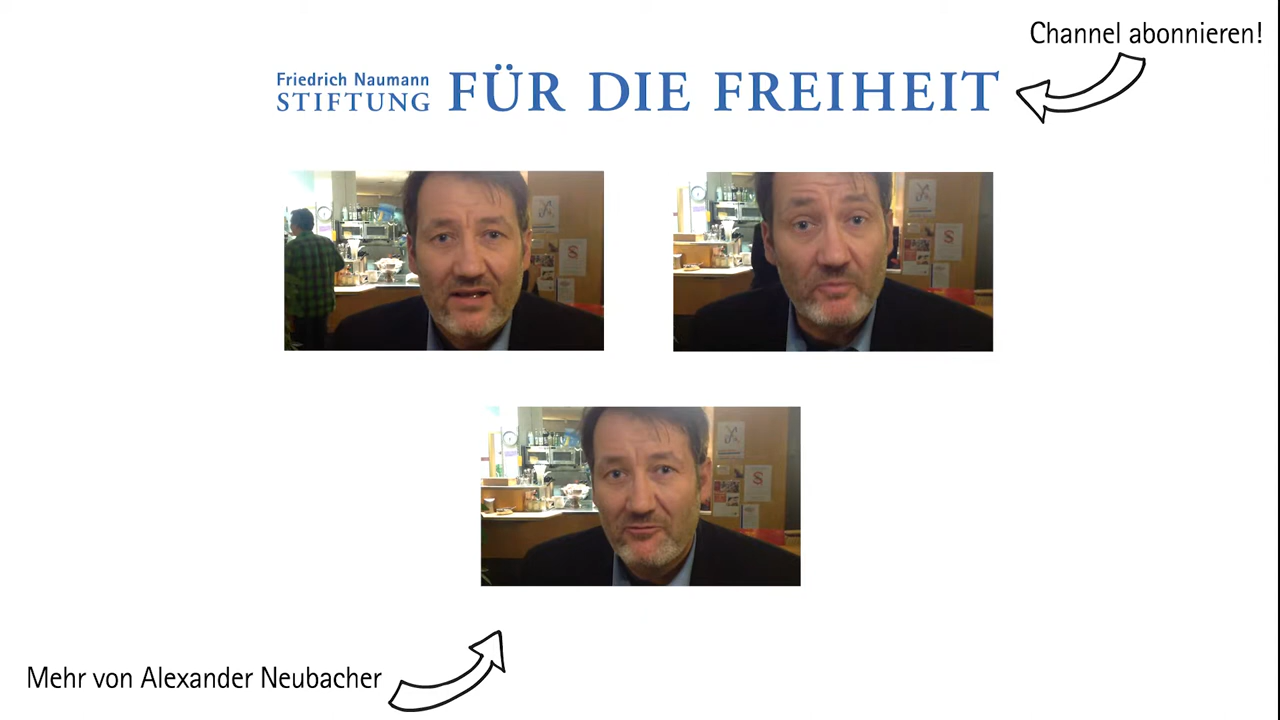 Channel abonnieren!
Friedrich Naumann
STIFTUNG FÜR DIE FREIHEIT
S
S
S
Mehr von Alexander Neubacher